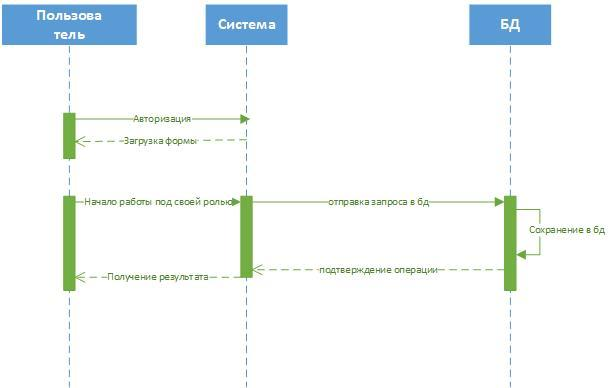 Пользова
тель
Система
БД
Авторизация
Загрузка формы
Начало работы под своей ролью
отправка запроса в бд
Сохранение в бд
подтверждение операции
Получение результата